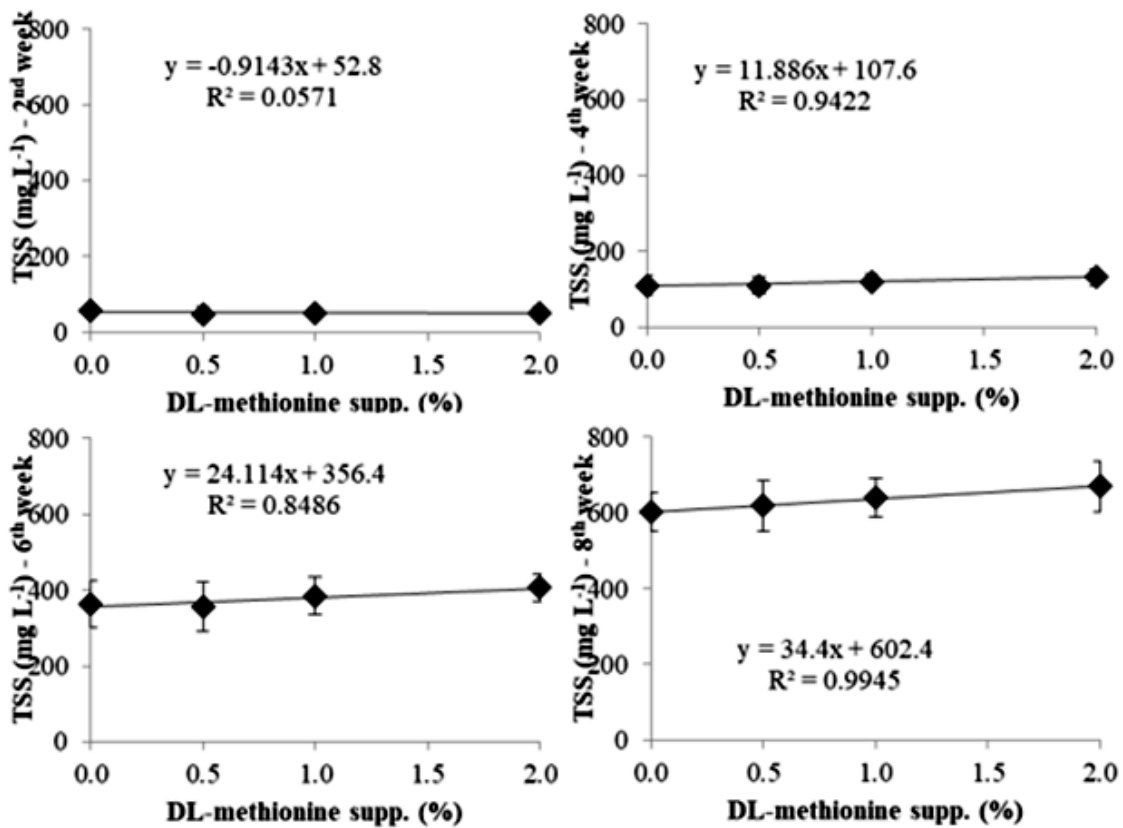 TSS (mg L⁻¹) - 2ⁿᵈ week
800
600
400
200
0
y = -0.9143x + 52.8
R² = 0.0571
0.0 0.5 1.0 1.5 2.0
DL-methionine supp. (%)
TSS (mg L⁻¹) - 4ᵗʰ week
800
600
400
200
0
y = 11.886x + 107.6
R² = 0.9422
0.0 0.5 1.0 1.5 2.0
DL-methionine supp. (%)
TSS (mg L⁻¹) - 6ᵗʰ week
800
600
400
200
0
y = 24.114x + 356.4
R² = 0.8486
0.0 0.5 1.0 1.5 2.0
DL-methionine supp. (%)
TSS (mg L⁻¹) - 8ᵗʰ week
800
600
400
200
0
y = 34.4x + 602.4
R² = 0.9945
0.0 0.5 1.0 1.5 2.0
DL-methionine supp. (%)